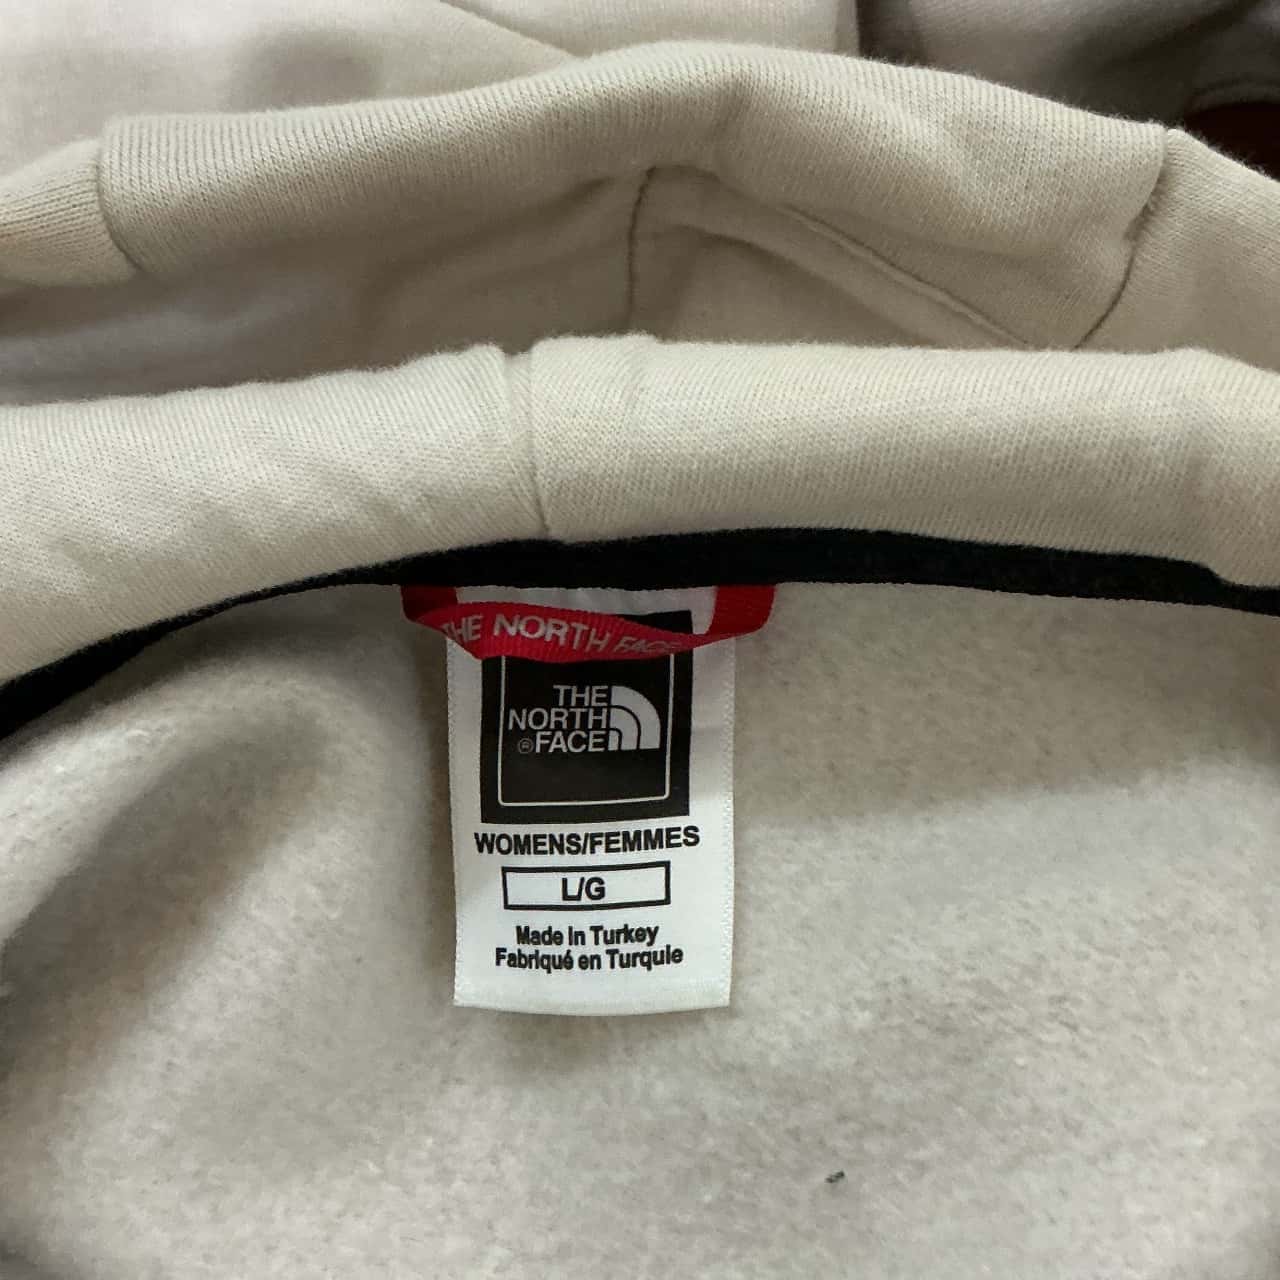 THE NORTH FACE
THE
NORTH
®FACE
WOMENS/FEMMES
L/G
Made in Turkey
Fabriqué en Turquie